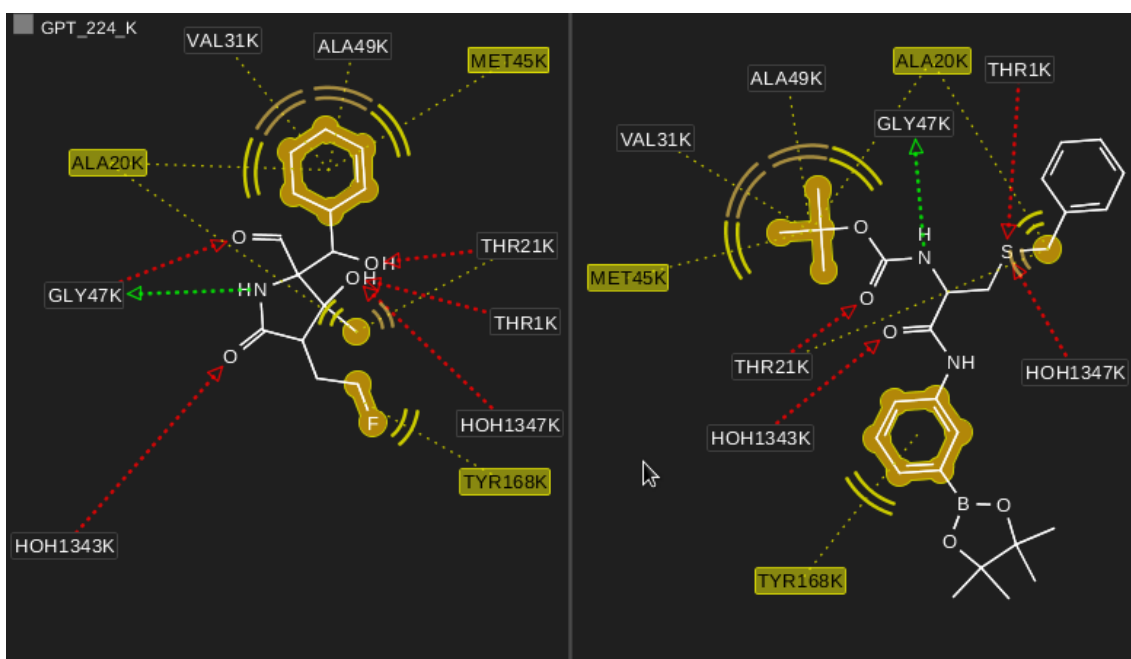 GPT_224_K
VAL31K
ALA49K
MET45K
ALA20K
O
OH
THR21K
OH
GLY47K
HN
THR1K
O
F
HOH1347K
TYR168K
HOH1343K
ALA20K
THR1K
ALA49K
GLY47K
VAL31K
O
H
N
S
MET45K
O
O
THR21K
NH
HOH1347K
HOH1343K
B
O
O
TYR168K